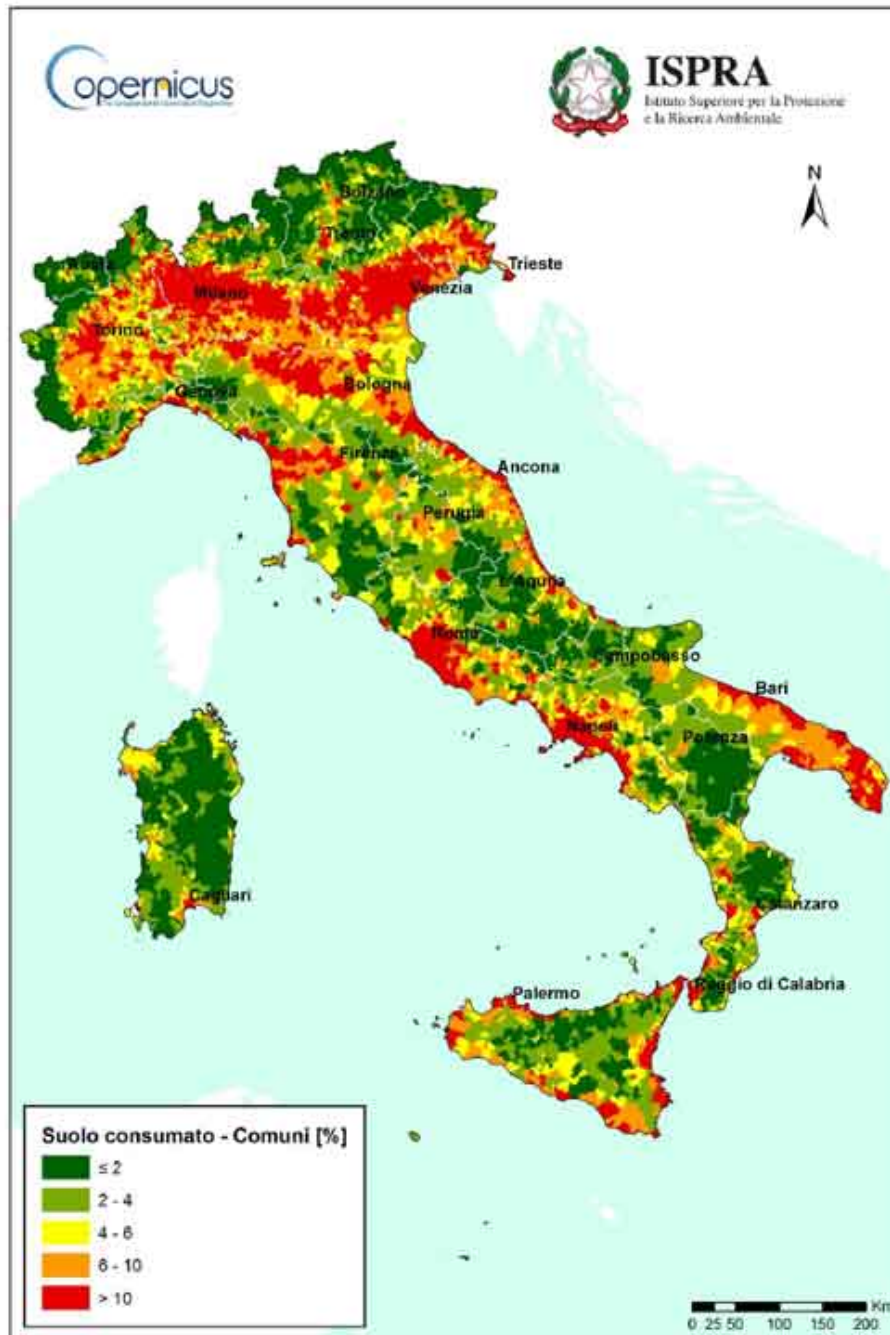 Copernicus
ISPRA
Istituto Superiore per la Protezione
e la Ricerca Ambientale
N
Bolzano
Trento
Aosta
Trieste
Milano
Venezia
Torino
Bologna
Genova
Firenze
Ancona
Perugia
L'Aquila
Roma
Campobasso
Bari
Napoli
Potenza
Cagliari
Catanzaro
Palermo
Reggio di Calabria
Suolo consumato - Comuni [%]
≤ 2
2 - 4
4 - 6
6 - 10
> 10
Km
0 25 50 100 150 200